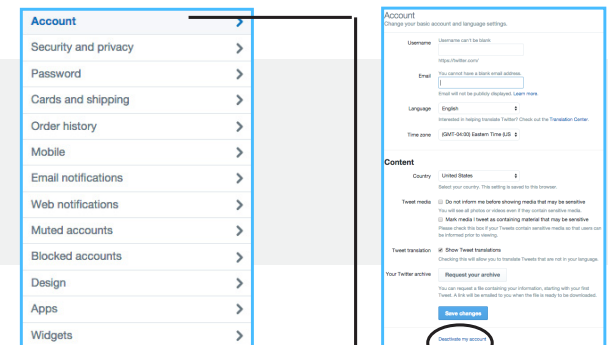 Account
Security and privacy
Password
Cards and shipping
Order history
Mobile
Email notifications
Web notifications
Muted accounts
Blocked accounts
Design
Apps
Widgets
Account
Change your basic account and language settings.
Username
Username can't be blank
https://twitter.com/
Email
You cannot have a blank email address.
Email will not be publicly displayed. Learn more.
Language English
Interested in helping translate Twitter? Check out the Translation Center.
Time zone (GMT-04:00) Eastern Time (US
Content
Country United States
Select your country. This setting is saved to this browser.
Tweet media Do not inform me before showing media that may be sensitive
You will see all photos or videos even if they contain sensitive media.
Mark media I tweet as containing material that may be sensitive
Please check this box if your Tweets contain sensitive media so that users can
be informed prior to viewing.
Tweet translation Show Tweet translations
Checking this will allow you to translate Tweets that are not in your language.
Your Twitter archive Request your archive
You can request a file containing your information, starting with your first
Tweet. A link will be emailed to you when the file is ready to be downloaded.
Save changes
Deactivate my account